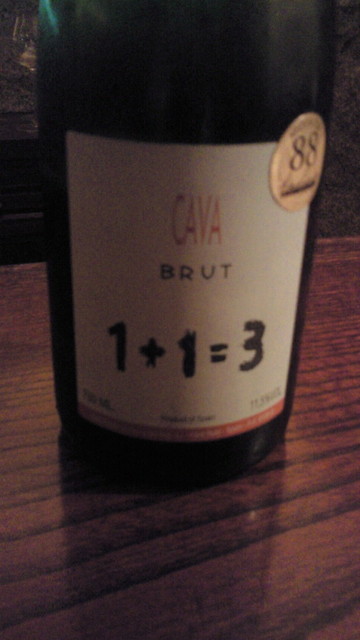 88
CAVA
BRUT
1+1=3
750 ML.
Product of Spain
11.5%VOL